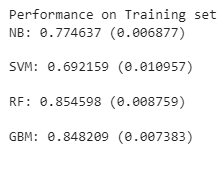 Performance on Training set
NB: 0.774637 (0.006877)
SVM: 0.692159 (0.010957)
RF: 0.854598 (0.008759)
GBM: 0.848209 (0.007383)